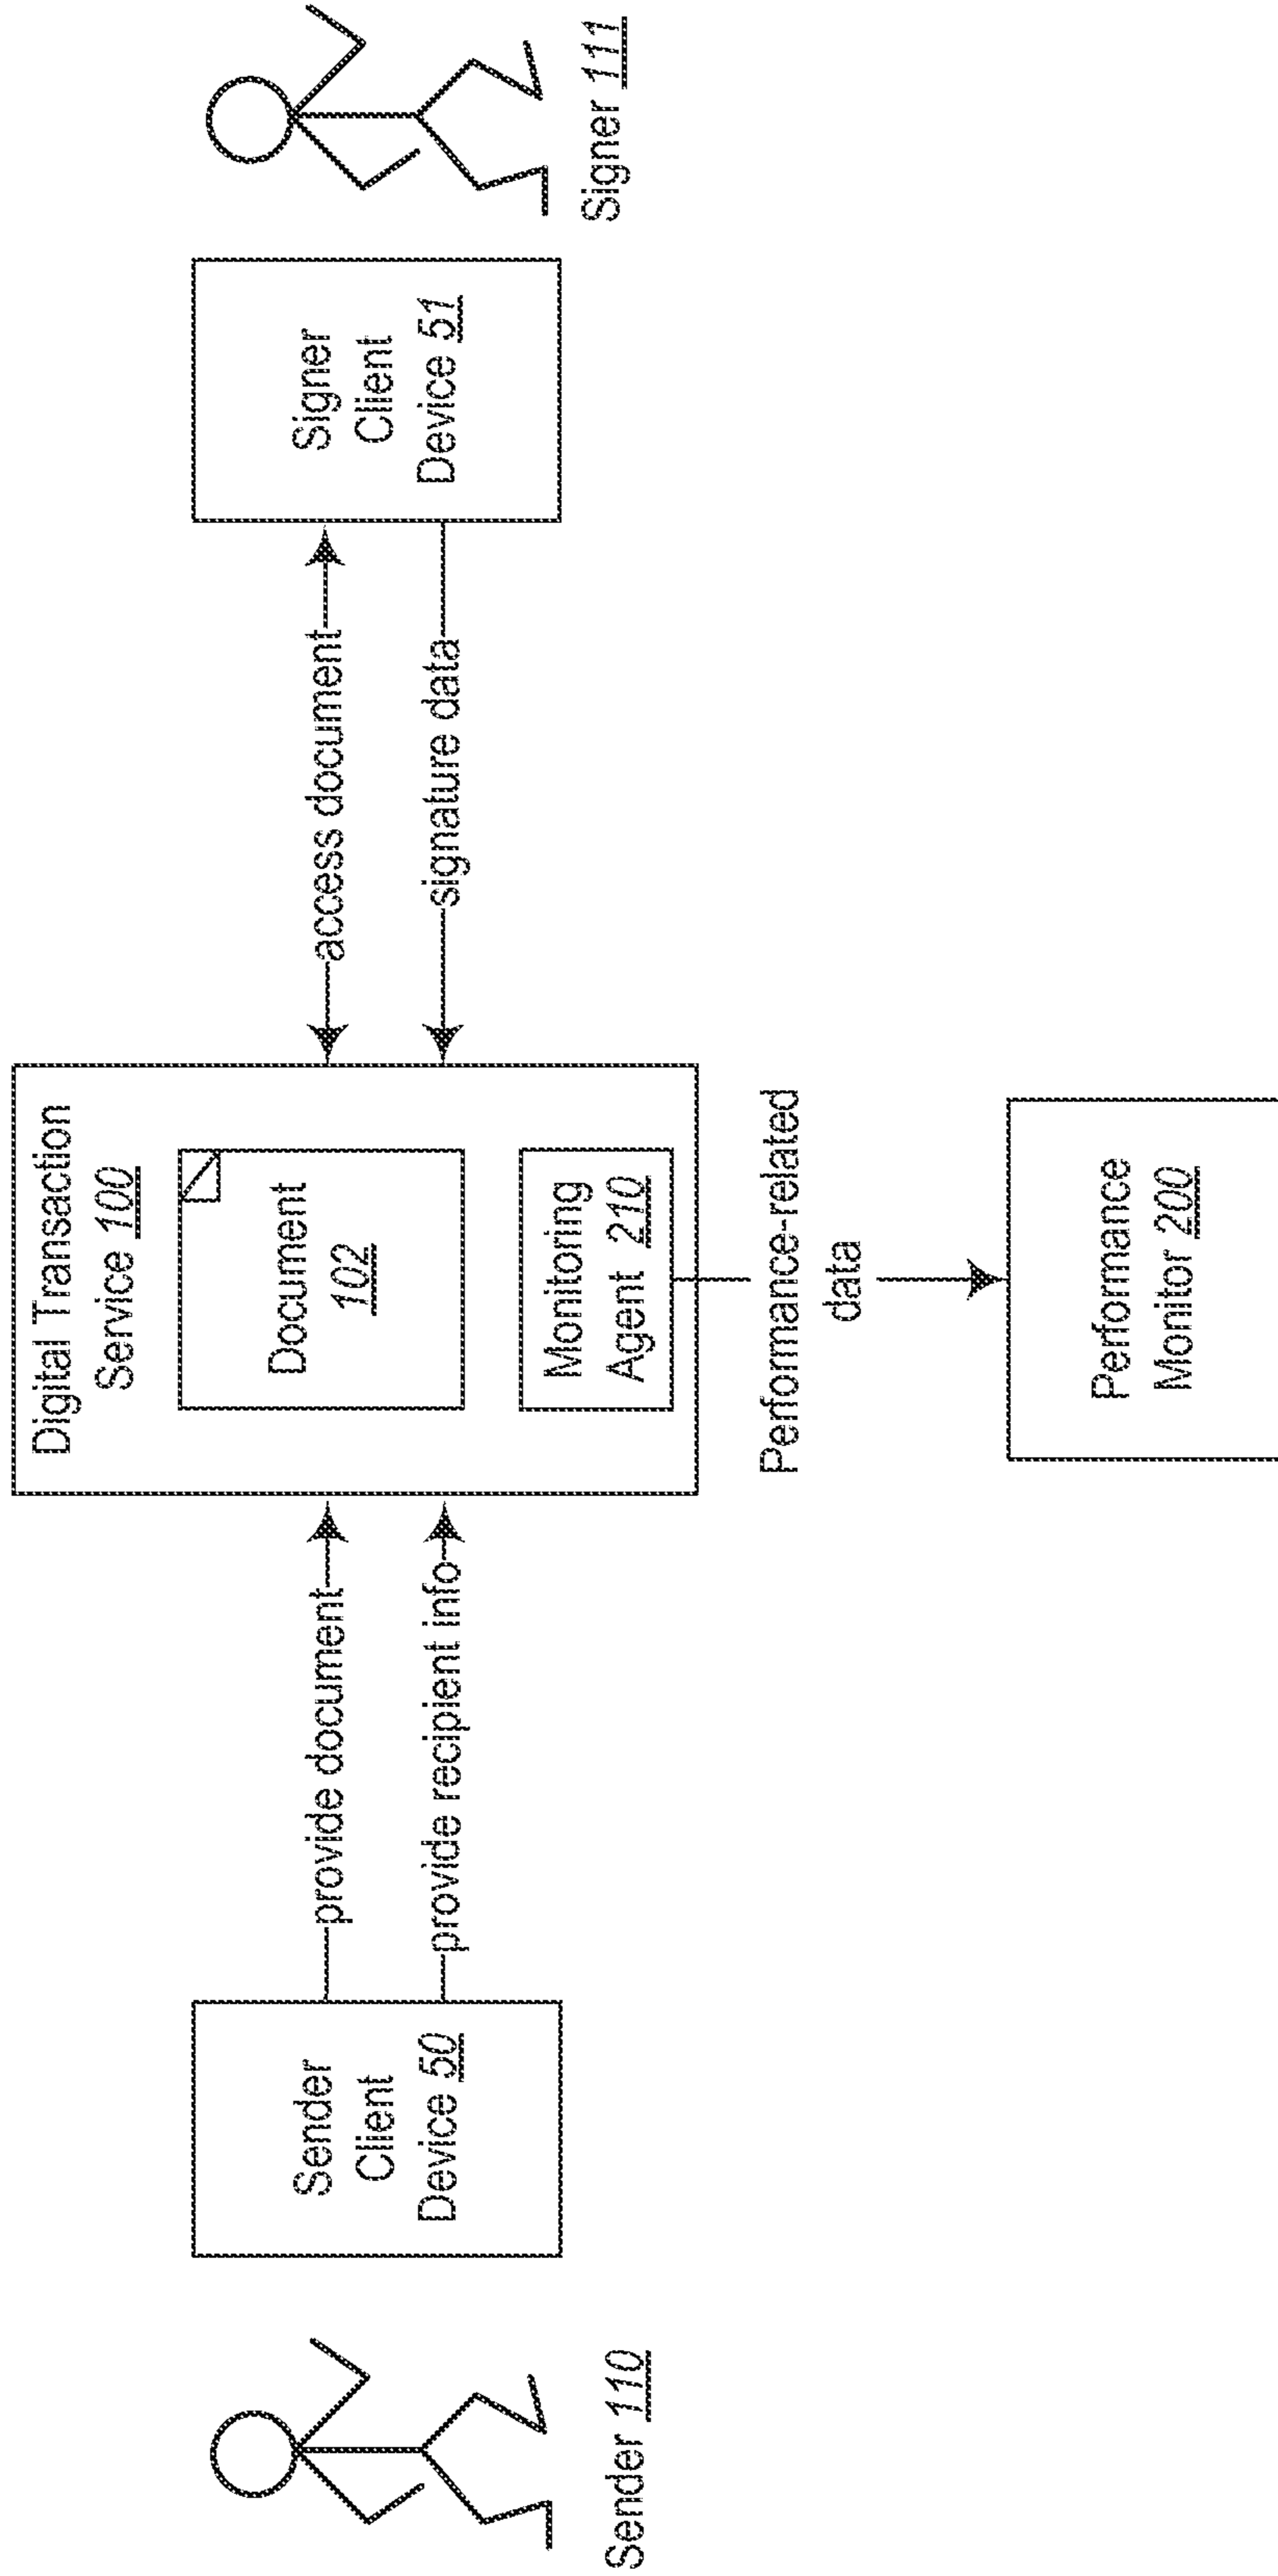 Digital Transaction
Service 100
Document
102
Monitoring
Agent 210
Sender
Client
Device 50
Signer
Client
Device 51
provide document
provide recipient info
access document
signature data
Sender 110
Signer 111
Performance-related
data
Performance
Monitor 200